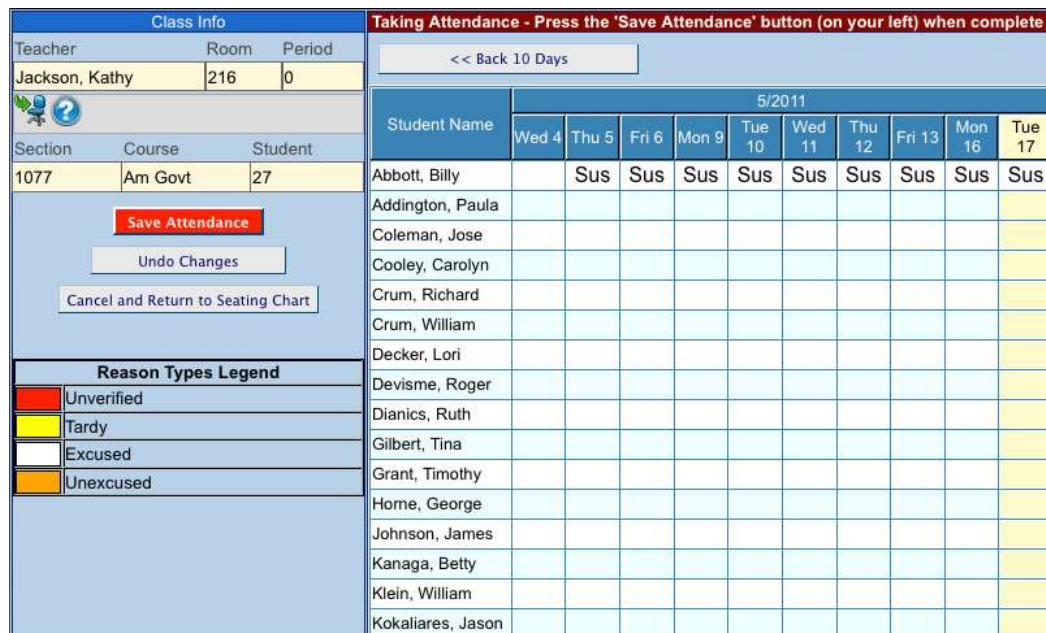 Class Info
Teacher Room Period
Jackson, Kathy 216 0
Section Course Student
1077 Am Govt 27
Save Attendance
Undo Changes
Cancel and Return to Seating Chart
Reason Types Legend
Unverified
Tardy
Excused
Unexcused
Taking Attendance - Press the 'Save Attendance' button (on your left) when complete
<< Back 10 Days
Student Name
5/2011
Wed 4 Thu 5 Fri 6 Mon 9 Tue 10 Wed 11 Thu 12 Fri 13 Mon 16 Tue 17
Abbott, Billy Sus Sus Sus Sus Sus Sus Sus Sus Sus
Addington, Paula
Coleman, Jose
Cooley, Carolyn
Crum, Richard
Crum, William
Decker, Lori
Devisme, Roger
Dianics, Ruth
Gilbert, Tina
Grant, Timothy
Horne, George
Johnson, James
Kanaga, Betty
Klein, William
Kokaliares, Jason